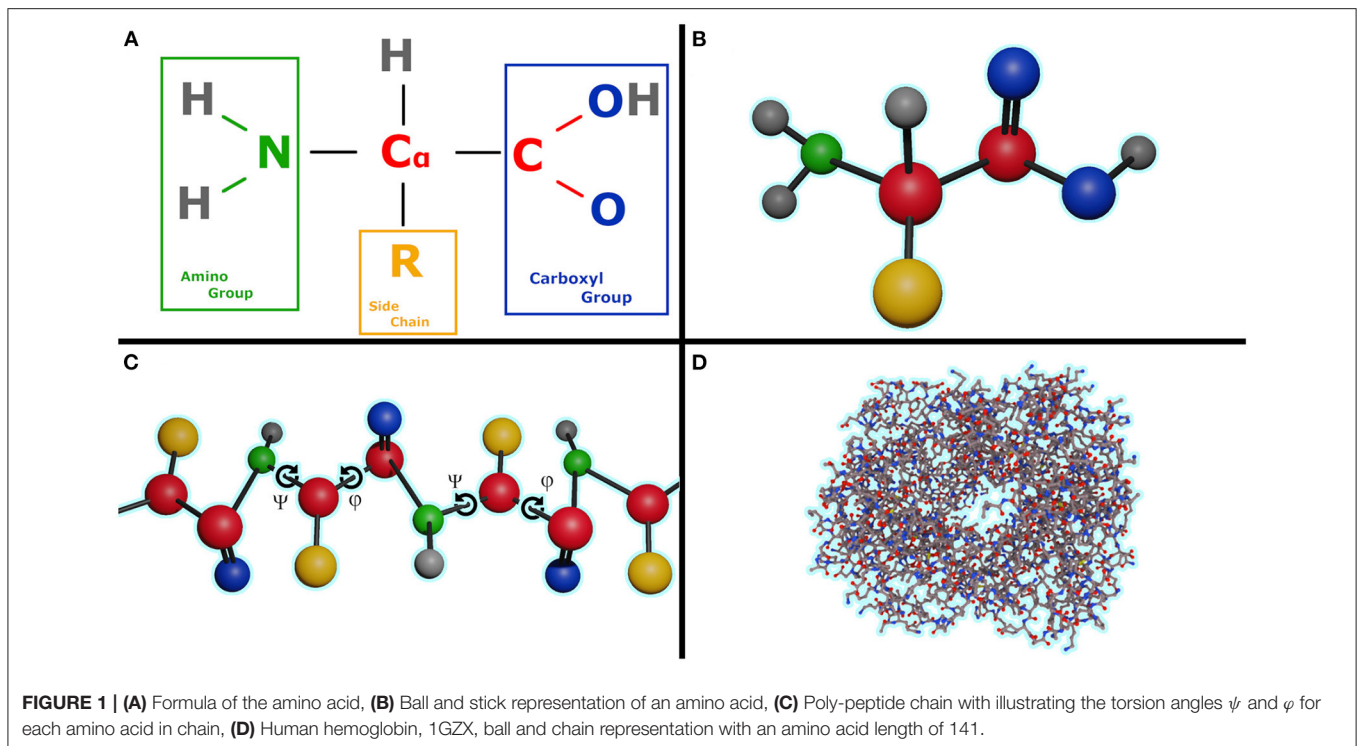 A
H
H
OH
N
Cα
C
H
O
R
Amino
Group
Side
Chain
Carboxyl
Group
B
C
Ψ
φ
Ψ
φ
D
FIGURE 1 | (A) Formula of the amino acid, (B) Ball and stick representation of an amino acid, (C) Poly-peptide chain with illustrating the torsion angles ψ and φ for
each amino acid in chain, (D) Human hemoglobin, 1GZX, ball and chain representation with an amino acid length of 141.